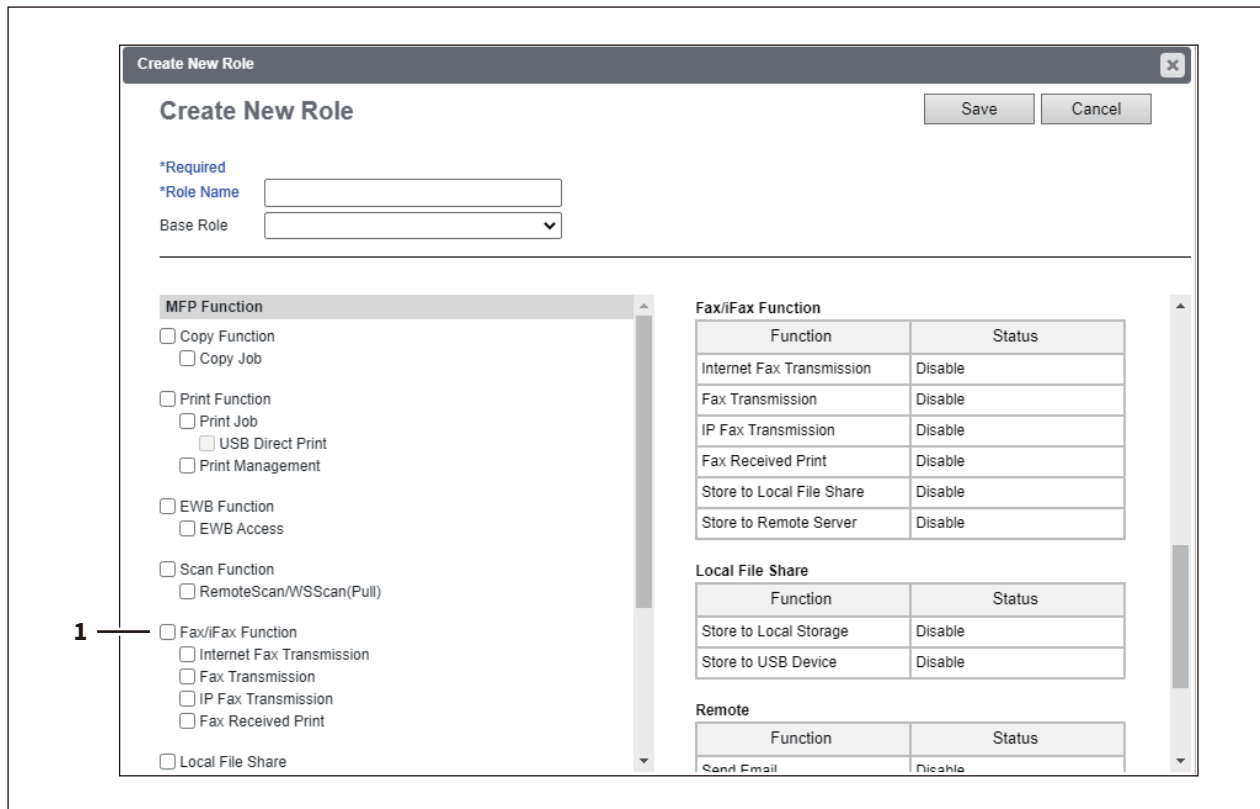 Create New Role
Create New Role
Save
Cancel
*Required
*Role Name
Base Role
MFP Function
Copy Function
Copy Job
Print Function
Print Job
USB Direct Print
Print Management
EWB Function
EWB Access
Scan Function
RemoteScan/WSScan(Pull)
1
Fax/iFax Function
Internet Fax Transmission
Fax Transmission
IP Fax Transmission
Fax Received Print
Local File Share
Fax/iFax Function
Function Status
Internet Fax Transmission Disable
Fax Transmission Disable
IP Fax Transmission Disable
Fax Received Print Disable
Store to Local File Share Disable
Store to Remote Server Disable
Local File Share
Function Status
Store to Local Storage Disable
Store to USB Device Disable
Remote
Function Status
Send Email Disable